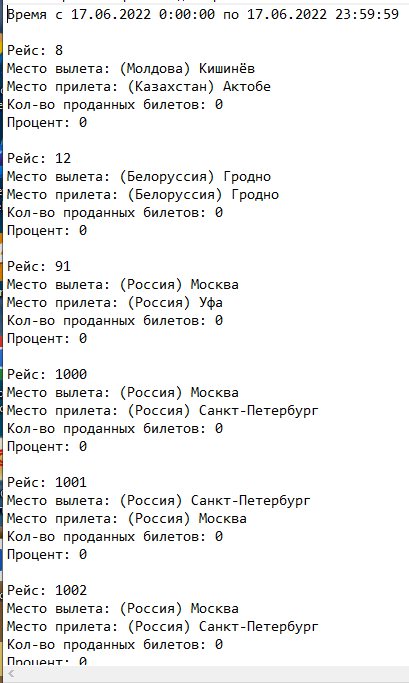 Время с 17.06.2022 0:00:00 по 17.06.2022 23:59:59
Рейс: 8
Место вылета: (Молдова) Кишинёв
Место прилета: (Казахстан) Актобе
Кол-во проданных билетов: 0
Процент: 0
Рейс: 12
Место вылета: (Белоруссия) Гродно
Место прилета: (Белоруссия) Гродно
Кол-во проданных билетов: 0
Процент: 0
Рейс: 91
Место вылета: (Россия) Москва
Место прилета: (Россия) Уфа
Кол-во проданных билетов: 0
Процент: 0
Рейс: 1000
Место вылета: (Россия) Москва
Место прилета: (Россия) Санкт-Петербург
Кол-во проданных билетов: 0
Процент: 0
Рейс: 1001
Место вылета: (Россия) Санкт-Петербург
Место прилета: (Россия) Москва
Кол-во проданных билетов: 0
Процент: 0
Рейс: 1002
Место вылета: (Россия) Москва
Место прилета: (Россия) Санкт-Петербург
Кол-во проданных билетов: 0
Процент: 0